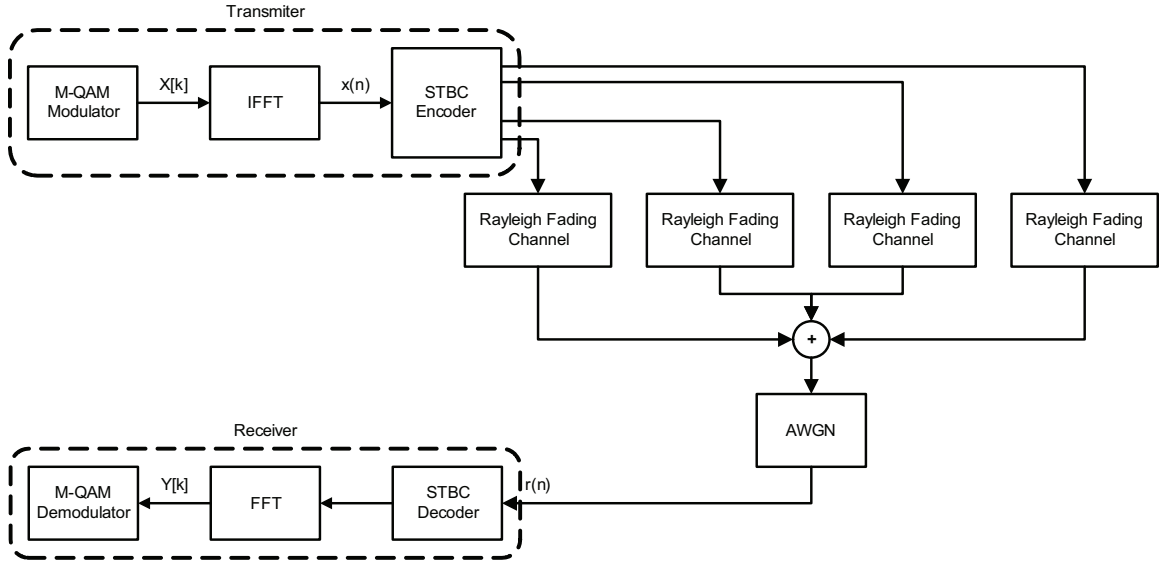 Transmiter
M-QAM
Modulator
X[k]
IFFT
x(n)
STBC
Encoder
Rayleigh Fading
Channel
Rayleigh Fading
Channel
Rayleigh Fading
Channel
Rayleigh Fading
Channel
+
AWGN
Receiver
M-QAM
Demodulator
Y[k]
FFT
STBC
Decoder
r(n)